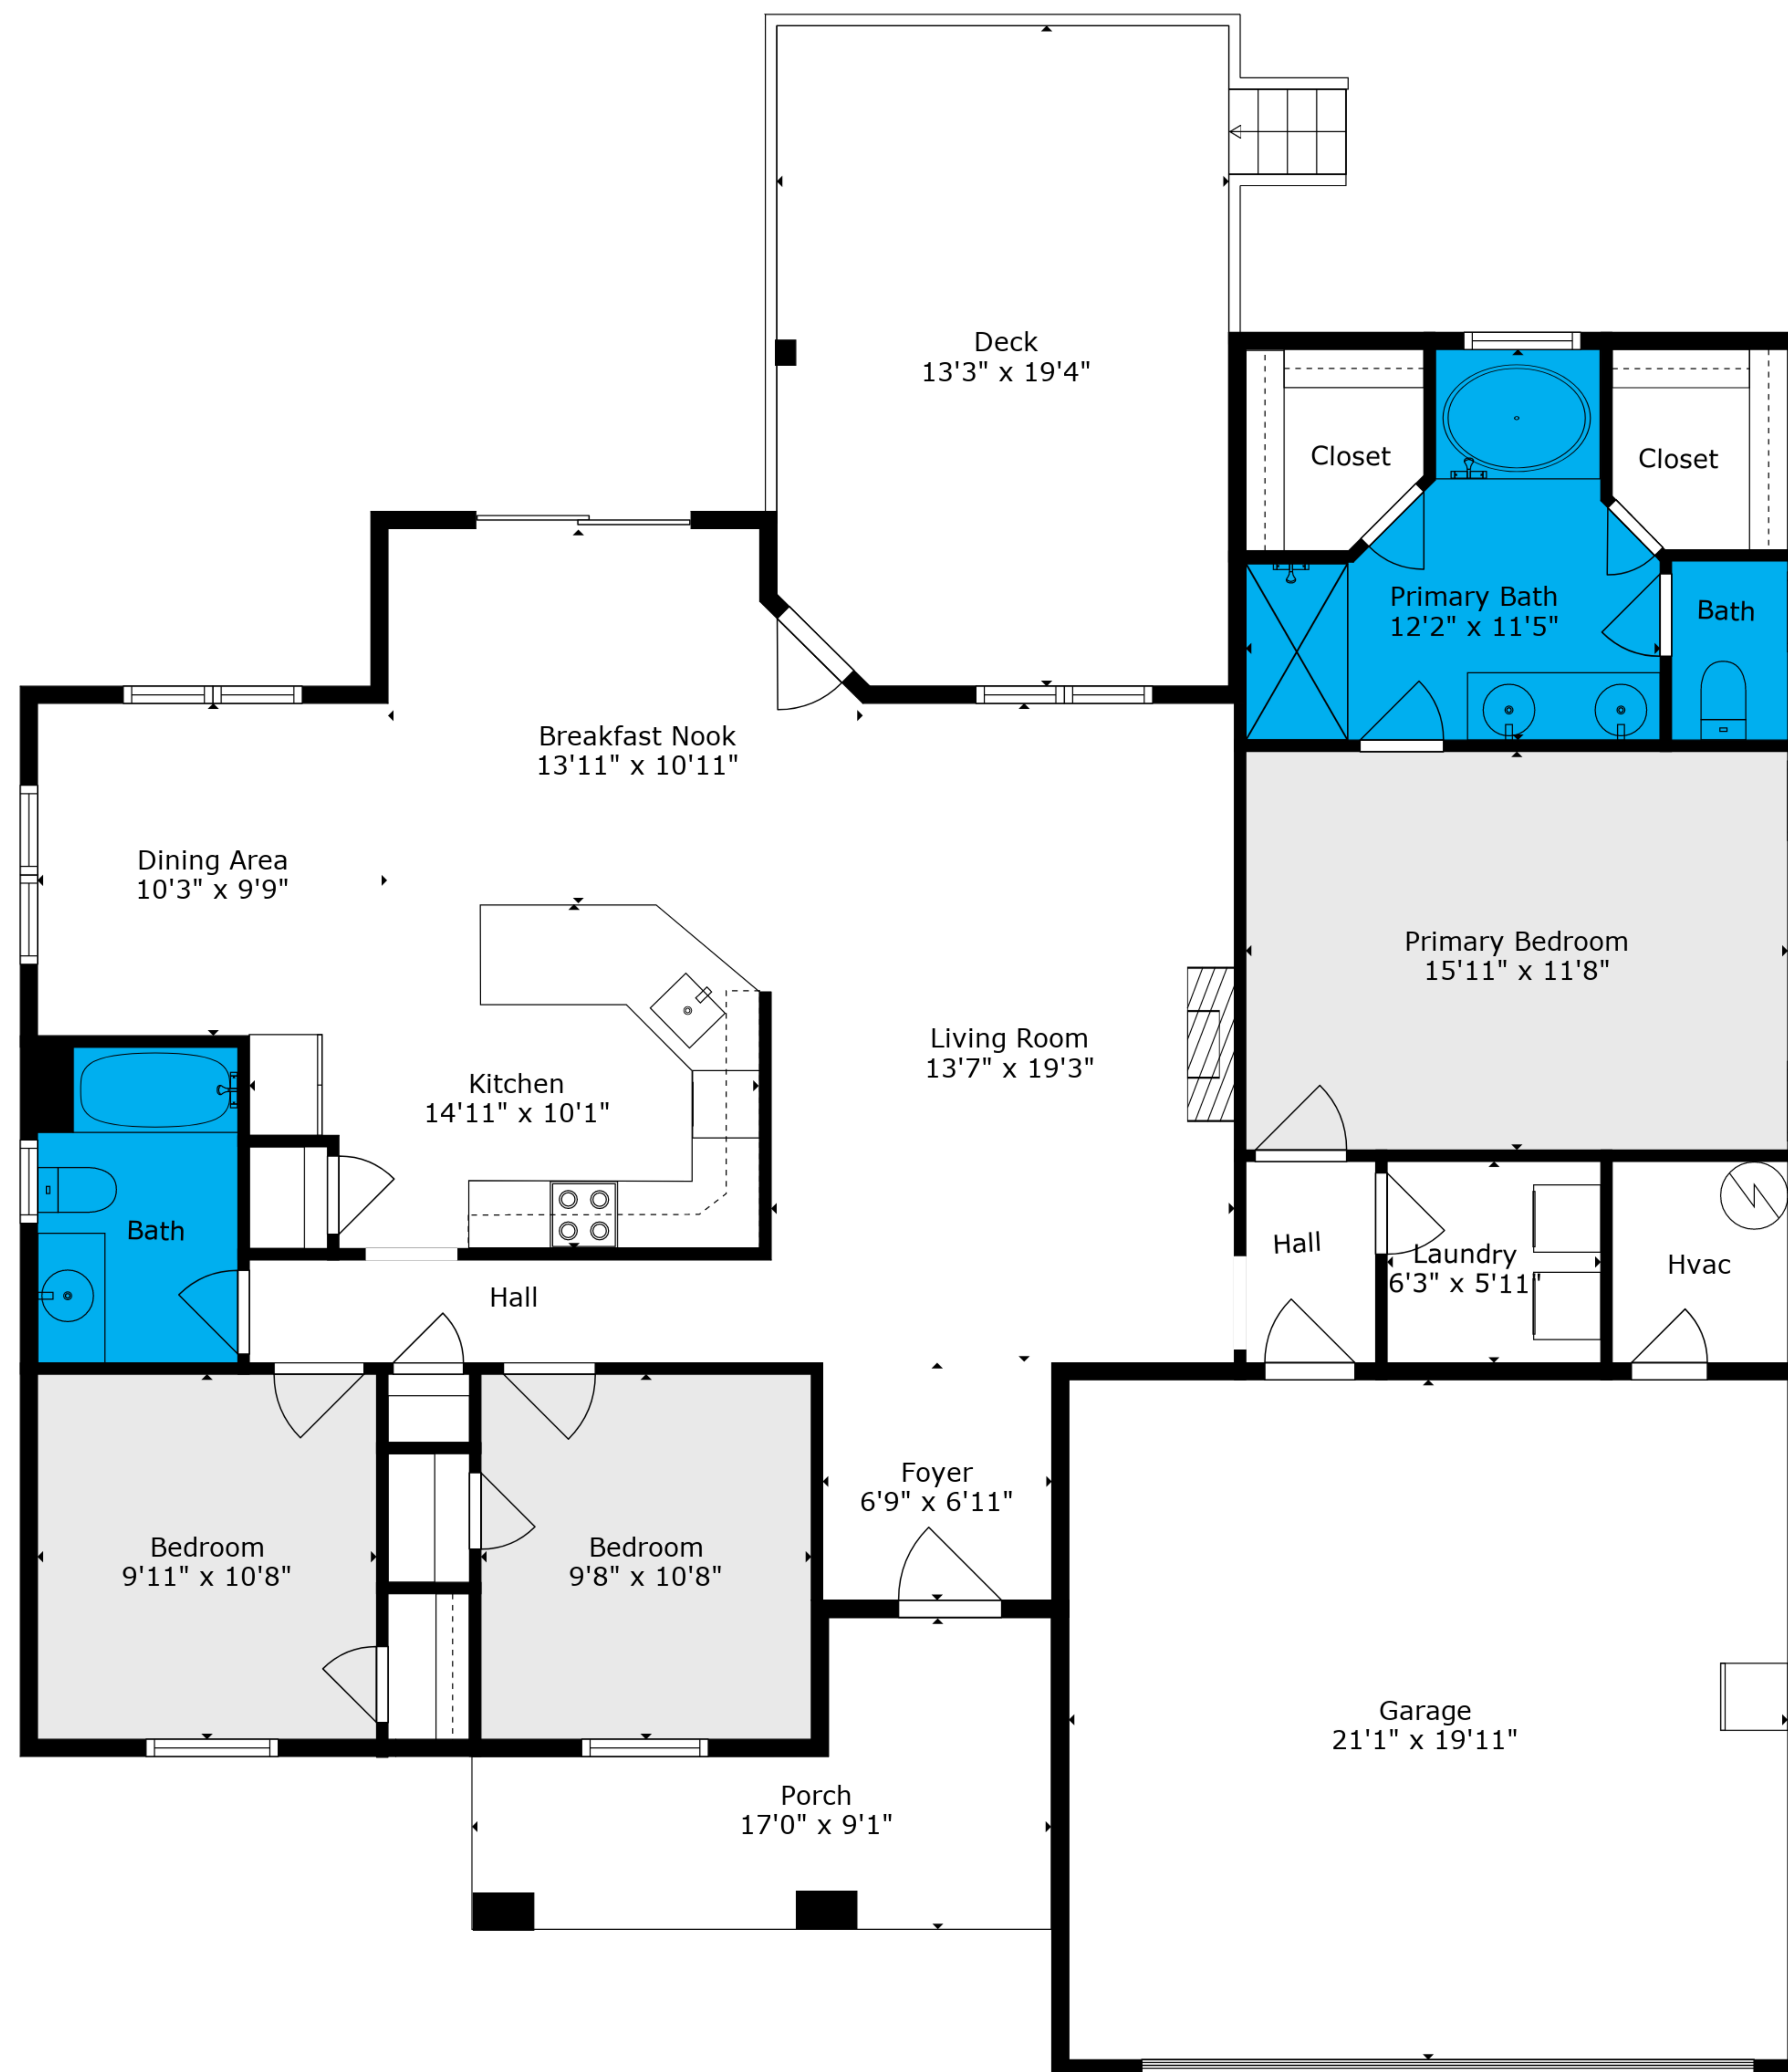 Deck
13'3" x 19'4"
Closet
Closet
Primary Bath
12'2" x 11'5"
Bath
Breakfast Nook
13'11" x 10'11"
Dining Area
10'3" x 9'9"
Primary Bedroom
15'11" x 11'8"
Living Room
13'7" x 19'3"
Kitchen
14'11" x 10'1"
Bath
Hall
Hall
Laundry
6'3" x 5'11"
Hvac
Foyer
6'9" x 6'11"
Bedroom
9'11" x 10'8"
Bedroom
9'8" x 10'8"
Garage
21'1" x 19'11"
Porch
17'0" x 9'1"